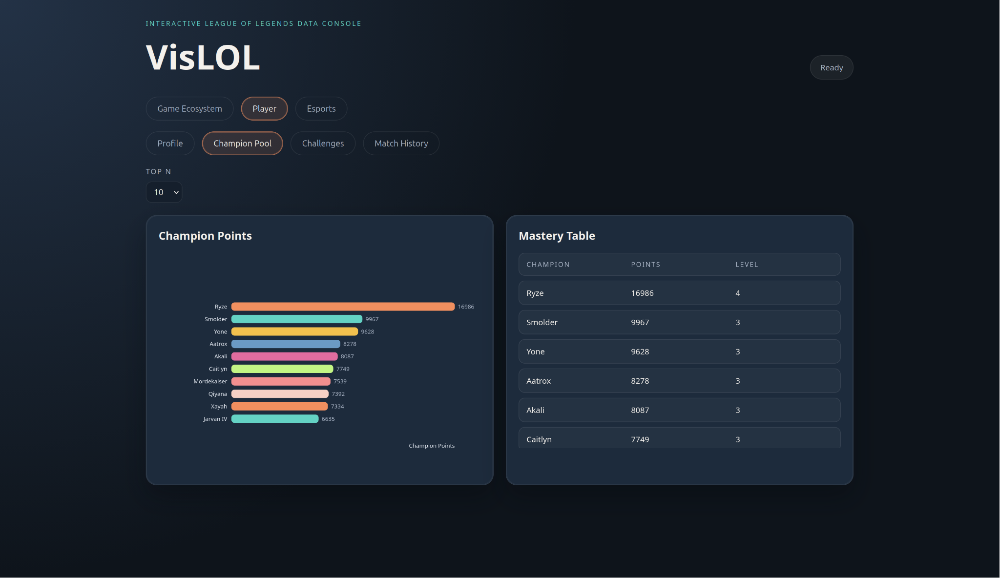 INTERACTIVE LEAGUE OF LEGENDS DATA CONSOLE
VisLOL
Ready
Game Ecosystem Player Esports
Profile Champion Pool Challenges Match History
TOP N
10
Champion Points
Ryze 16986
Smolder 9967
Yone 9628
Aatrox 8278
Akali 8087
Caitlyn 7749
Mordekaiser 7539
Qiyana 7392
Xayah 7334
Jarvan IV 6635
Champion Points
Mastery Table
CHAMPION POINTS LEVEL
Ryze 16986 4
Smolder 9967 3
Yone 9628 3
Aatrox 8278 3
Akali 8087 3
Caitlyn 7749 3